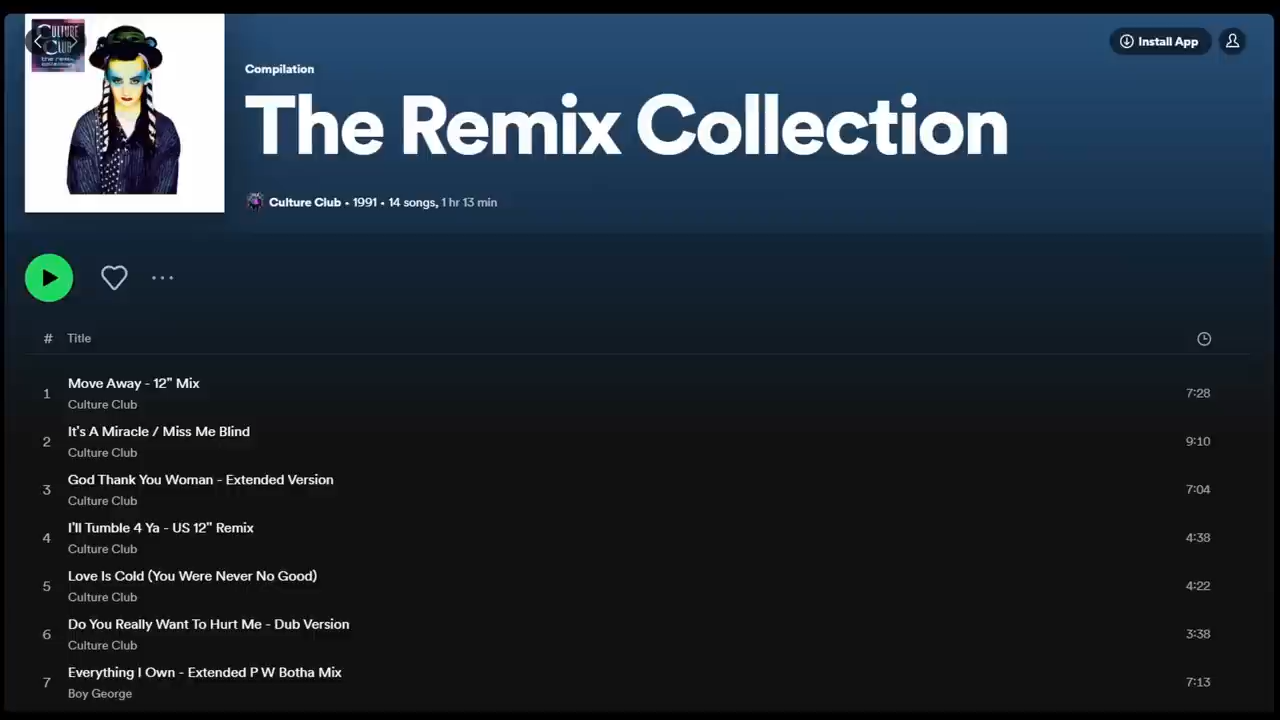 CULTURE
CLUB
the remix
collection
Install App
Compilation
The Remix Collection
Culture Club • 1991 • 14 songs, 1 hr 13 min
# Title
1 Move Away - 12” Mix 7:28
Culture Club
2 It's A Miracle / Miss Me Blind 9:10
Culture Club
3 God Thank You Woman - Extended Version 7:04
Culture Club
4 I'll Tumble 4 Ya - US 12" Remix 4:38
Culture Club
5 Love Is Cold (You Were Never No Good) 4:22
Culture Club
6 Do You Really Want To Hurt Me - Dub Version 3:38
Culture Club
7 Everything I Own - Extended P W Botha Mix 7:13
Boy George